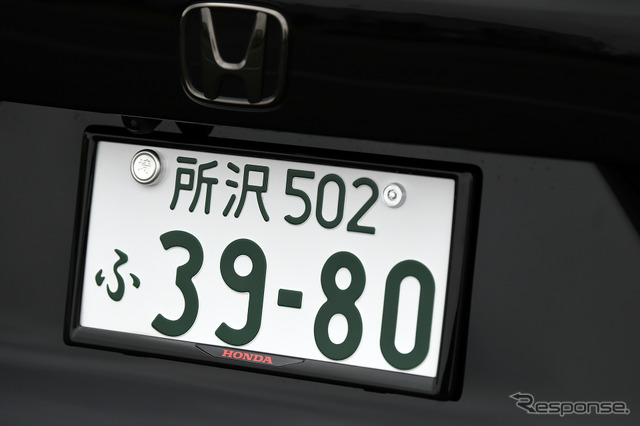 所沢 502
ふ 39-80
HONDA
Response.